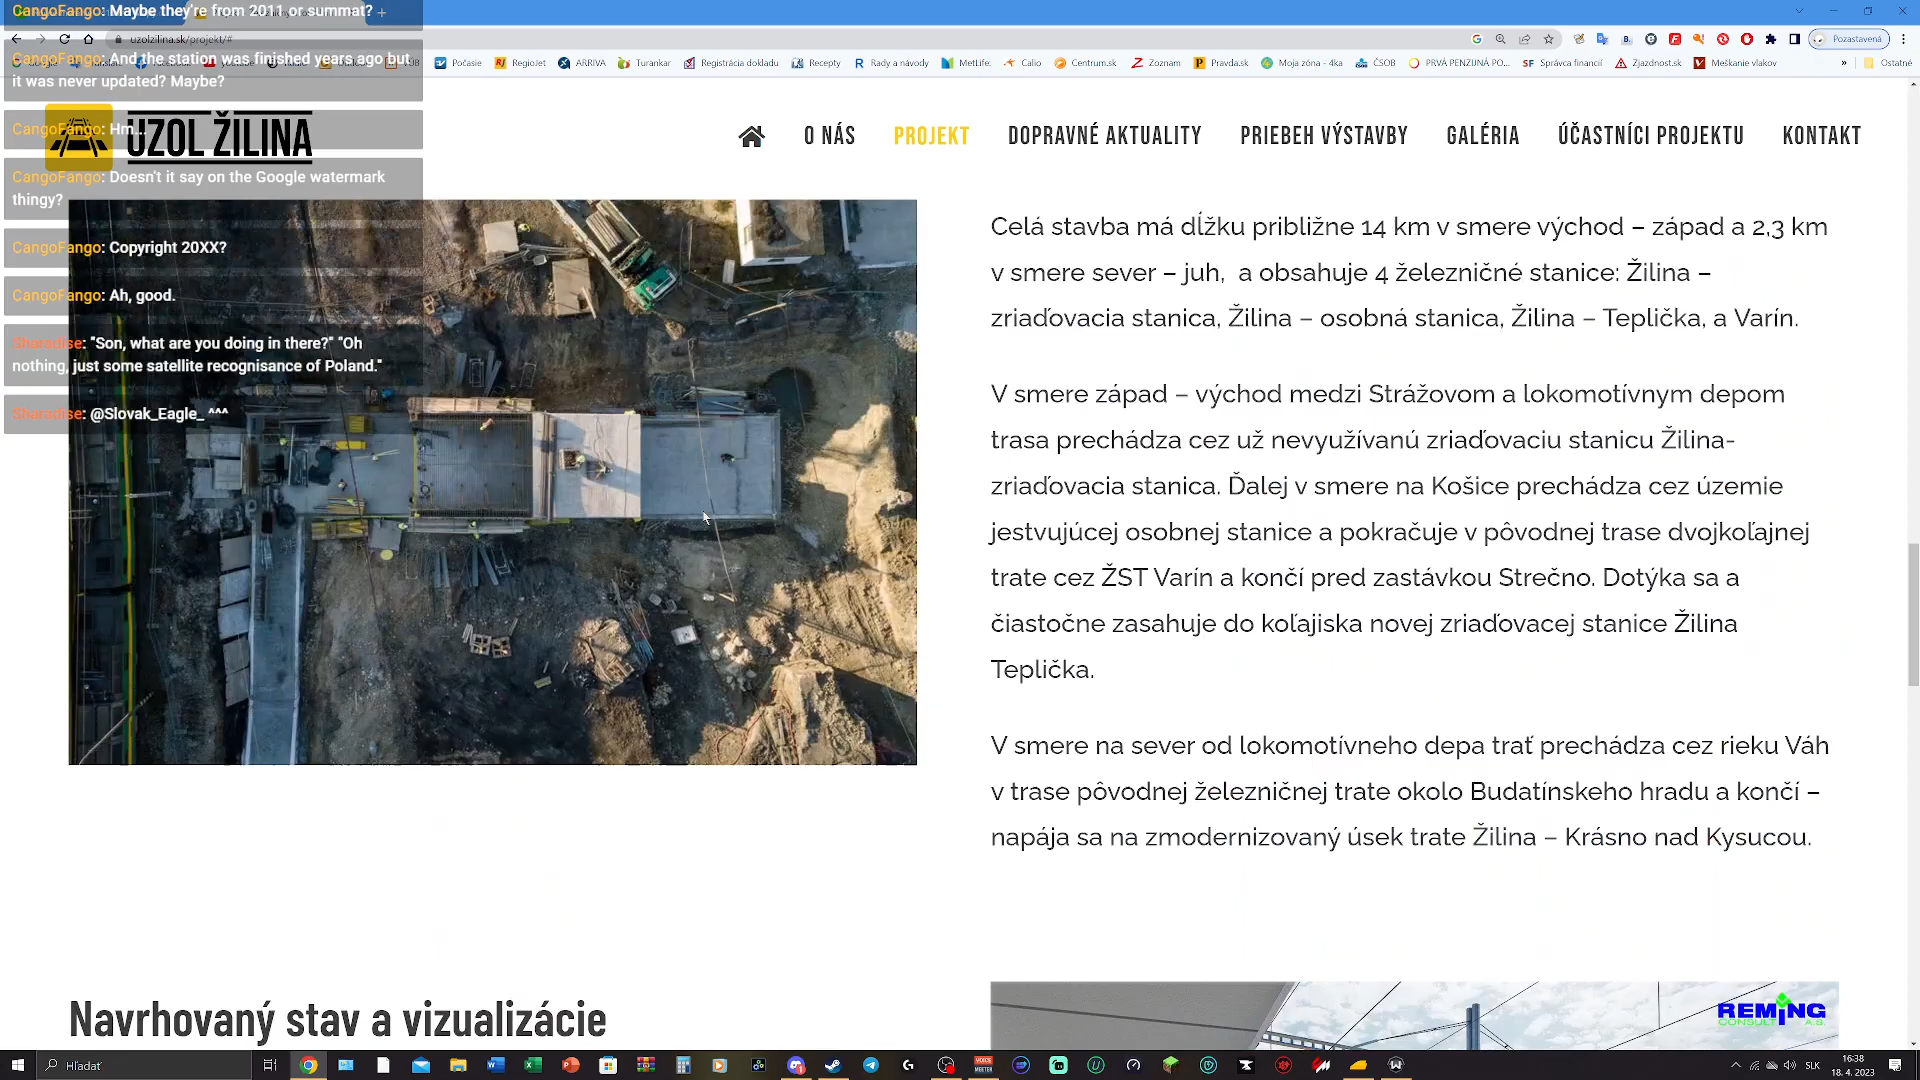 CangoFango: Maybe they're from 2011 or summat?
uzolzilina.sk/projekt/#
Pozastavená
CangoFango: And the station was finished years ago but
it was never updated? Maybe?
Počasie
RegioJet
ARRIVA
Turankar
Registrácia dokladu
Recepty
Rady a návody
MetLife:
Calio
Centrum.sk
Zoznam
Pravda.sk
Moja zóna - 4ka
ČSOB
PRVÁ PENZIJNÁ PO...
Správca financií
Zjazdnost.sk
Meškanie vlakov
»
Ostatné
CangoFango: Hm...
UZOL ŽILINA
O NÁS
PROJEKT
DOPRAVNÉ AKTUALITY
PRIEBEH VÝSTAVBY
GALÉRIA
ÚČASTNÍCI PROJEKTU
KONTAKT
CangoFango: Doesn't it say on the Google watermark
thingy?
CangoFango: Copyright 20XX?
CangoFango: Ah, good.
Sharadise: "Son, what are you doing in there?" "Oh
nothing, just some satellite recognisance of Poland."
Sharadise: @Slovak_Eagle_ ^^^
Celá stavba má dĺžku približne 14 km v smere východ – západ a 2,3 km
v smere sever – juh,  a obsahuje 4 železničné stanice: Žilina –
zriaďovacia stanica, Žilina – osobná stanica, Žilina – Teplička, a Varín.
V smere západ – východ medzi Strážovom a lokomotívnym depom
trasa prechádza cez už nevyužívanú zriaďovaciu stanicu Žilina-
zriaďovacia stanica. Ďalej v smere na Košice prechádza cez územie
jestvujúcej osobnej stanice a pokračuje v pôvodnej trase dvojkoľajnej
trate cez ŽST Varín a končí pred zastávkou Strečno. Dotýka sa a
čiastočne zasahuje do koľajiska novej zriaďovacej stanice Žilina
Teplička.
V smere na sever od lokomotívneho depa trať prechádza cez rieku Váh
v trase pôvodnej železničnej trate okolo Budatínskeho hradu a končí –
napája sa na zmodernizovaný úsek trate Žilina – Krásno nad Kysucou.
Navrhovaný stav a vizualizácie
REMING
CONSULT A.S.
Hľadať
SLK
16:38
18. 4. 2023